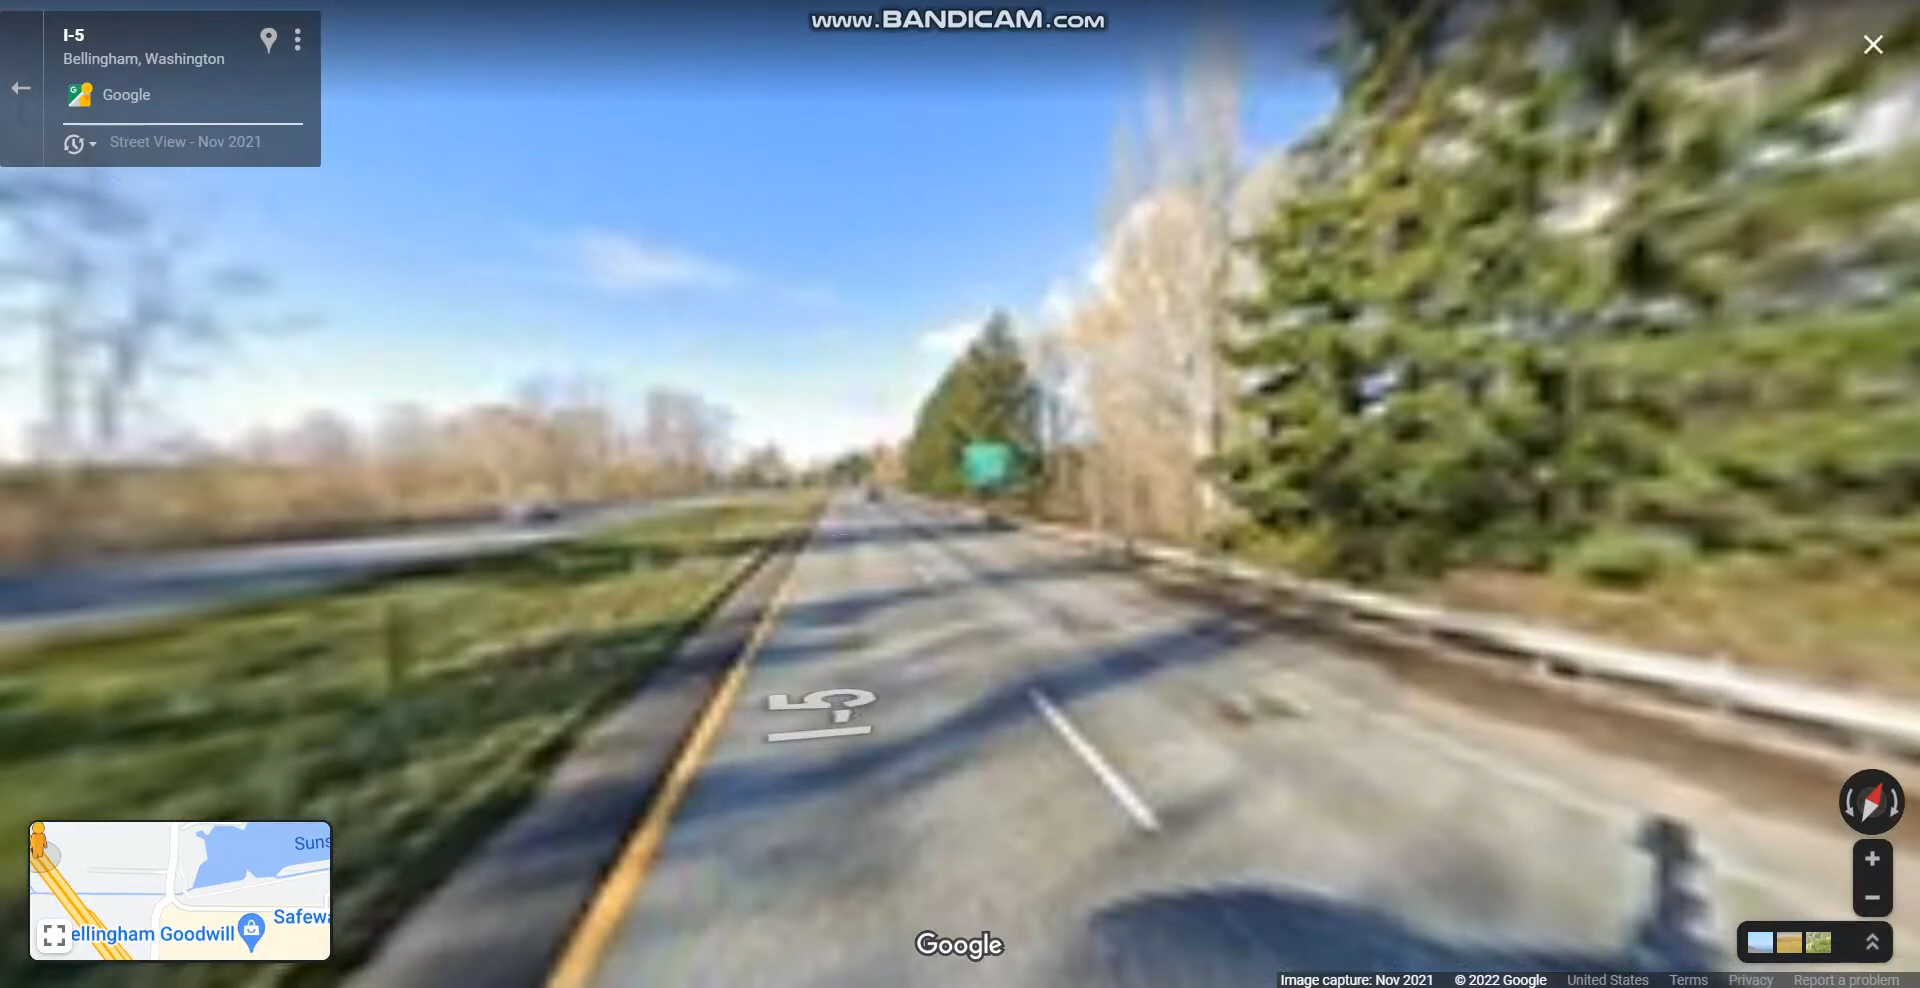 www.BANDICAM.com
I-5
Bellingham, Washington
Google
Street View - Nov 2021
I-5
Suns
Safewa
ellingham Goodwill
Google
Image capture: Nov 2021 © 2022 Google United States Terms Privacy Report a problem